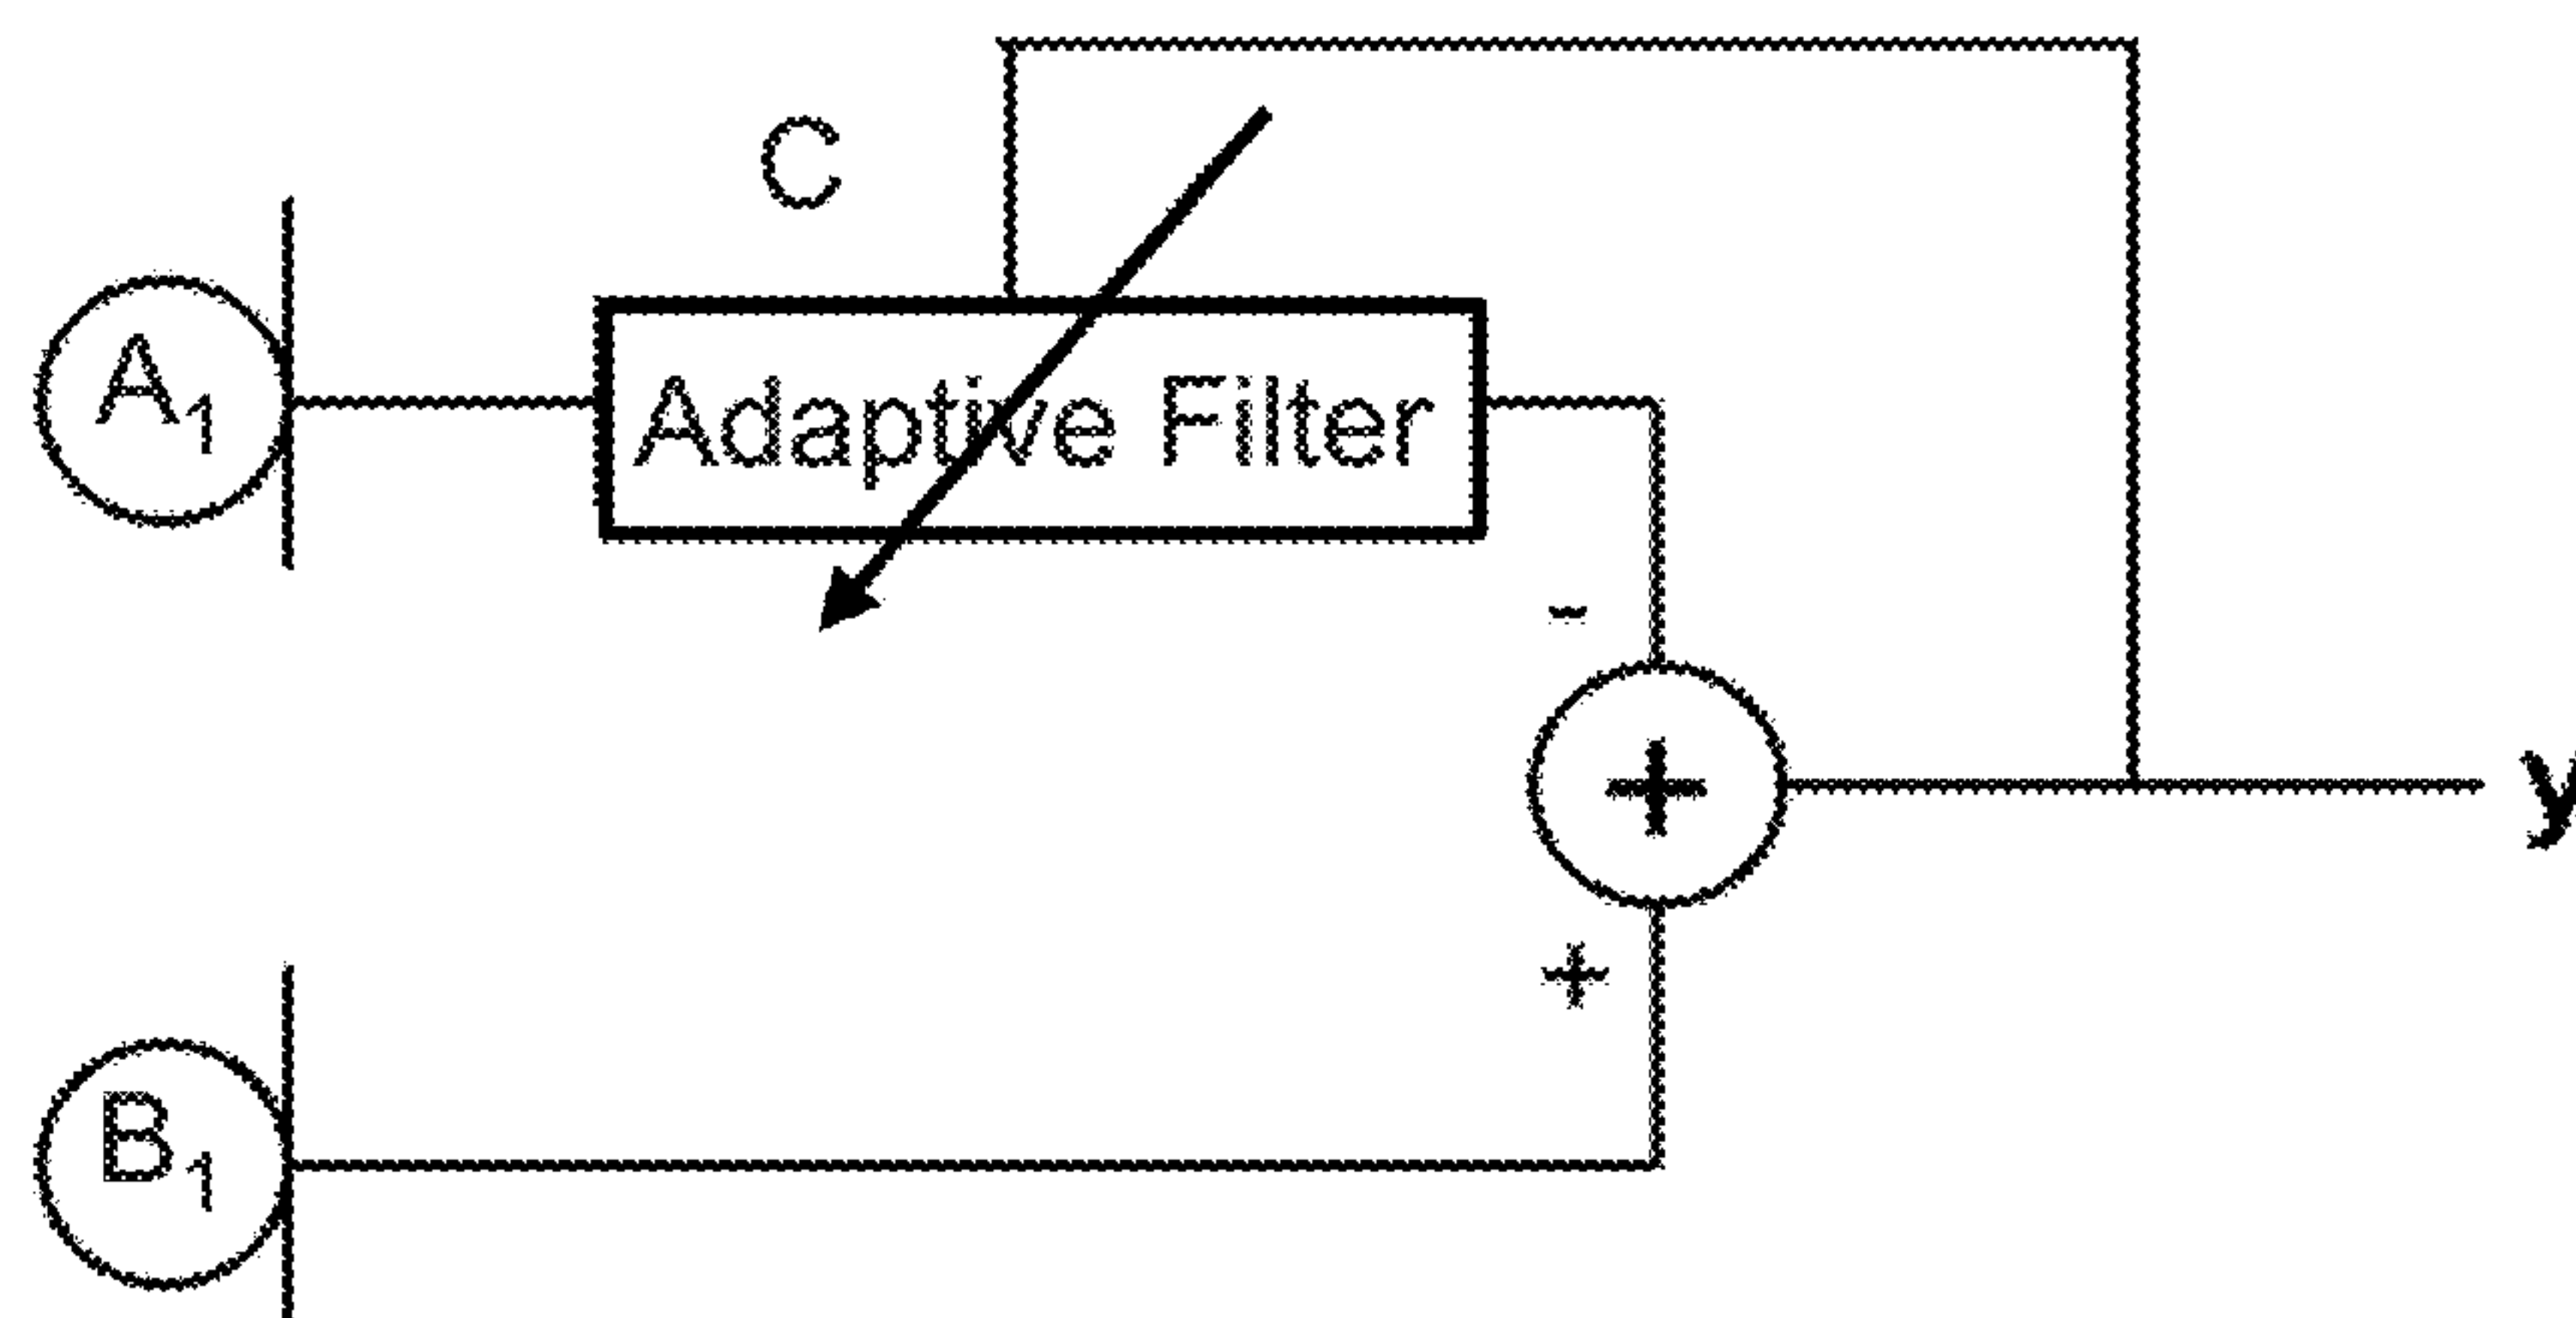 C
A₁
Adaptive Filter
-
+
y
+
B₁